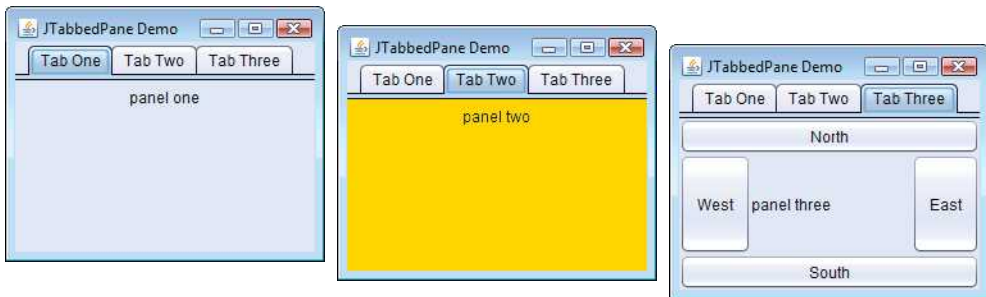 JTabbedPane Demo
Tab One Tab Two Tab Three
panel one
JTabbedPane Demo
Tab One Tab Two Tab Three
panel two
JTabbedPane Demo
Tab One Tab Two Tab Three
North
West panel three East
South